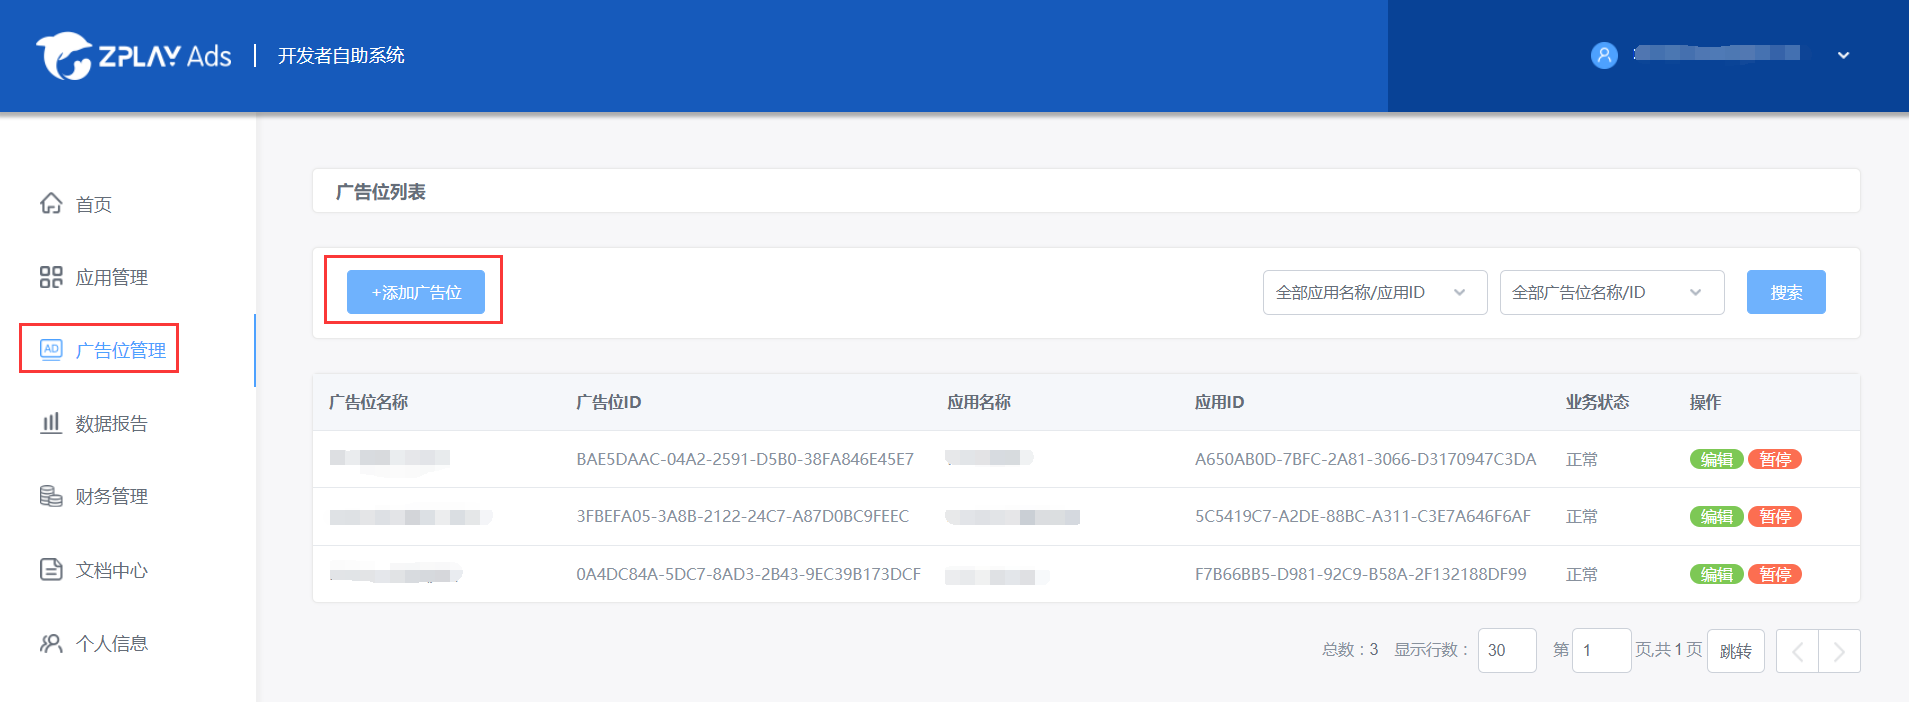 ZPLAY Ads | 开发者自助系统
首页
应用管理
AD 广告位管理
数据报告
财务管理
文档中心
个人信息
广告位列表
+添加广告位 全部应用名称/应用ID 全部广告位名称/ID 搜索
广告位名称 广告位ID 应用名称 应用ID 业务状态 操作
BAE5DAAC-04A2-2591-D5B0-38FA846E45E7 A650AB0D-7BFC-2A81-3066-D3170947C3DA 正常 编辑 暂停
3FBEFA05-3A8B-2122-24C7-A87D0BC9FEEC 5C5419C7-A2DE-88BC-A311-C3E7A646F6AF 正常 编辑 暂停
0A4DC84A-5DC7-8AD3-2B43-9EC39B173DCF F7B66BB5-D981-92C9-B58A-2F132188DF99 正常 编辑 暂停
总数：3 显示行数： 30 第 1 页,共1页 跳转